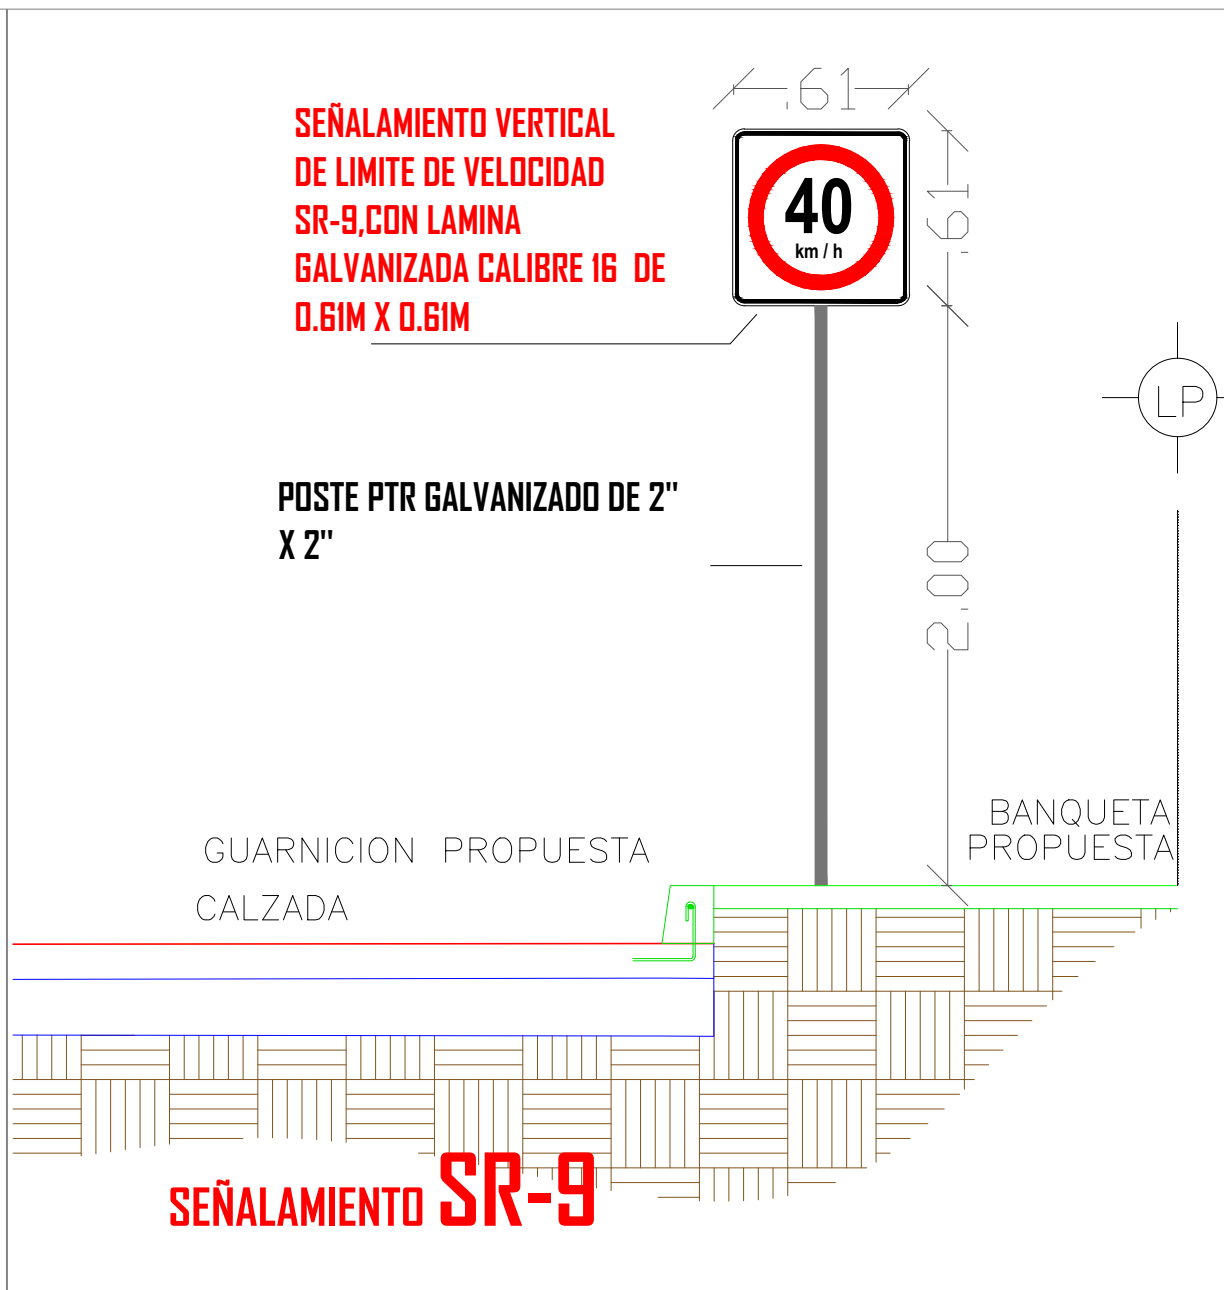 .61
SEÑALAMIENTO VERTICAL
DE LIMITE DE VELOCIDAD
SR-9,CON LAMINA
GALVANIZADA CALIBRE 16 DE
0.61M X 0.61M
40
km / h
.61
LP
POSTE PTR GALVANIZADO DE 2"
X 2"
2.00
BANQUETA
PROPUESTA
GUARNICION PROPUESTA
CALZADA
SEÑALAMIENTO SR-9